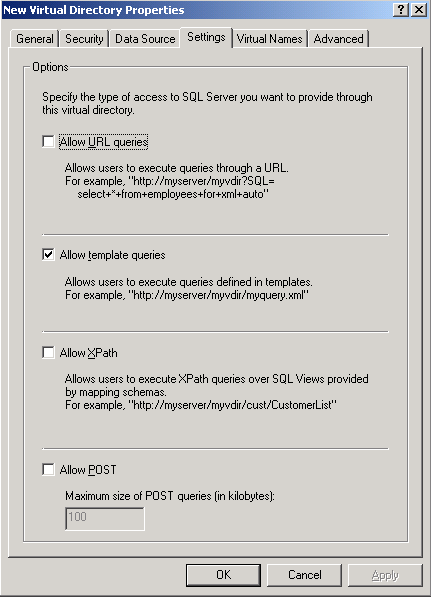 New Virtual Directory Properties
General Security Data Source Settings Virtual Names Advanced
Options
Specify the type of access to SQL Server you want to provide through
this virtual directory.
Allow URL queries
Allows users to execute queries through a URL.
For example, "http://myserver/myvdir?SQL=
select+*+from+employees+for+xml+auto"
Allow template queries
Allows users to execute queries defined in templates.
For example, "http://myserver/myvdir/myquery.xml"
Allow XPath
Allows users to execute XPath queries over SQL Views provided
by mapping schemas.
For example, "http://myserver/myvdir/cust/CustomerList"
Allow POST
Maximum size of POST queries (in kilobytes):
100
OK Cancel Apply